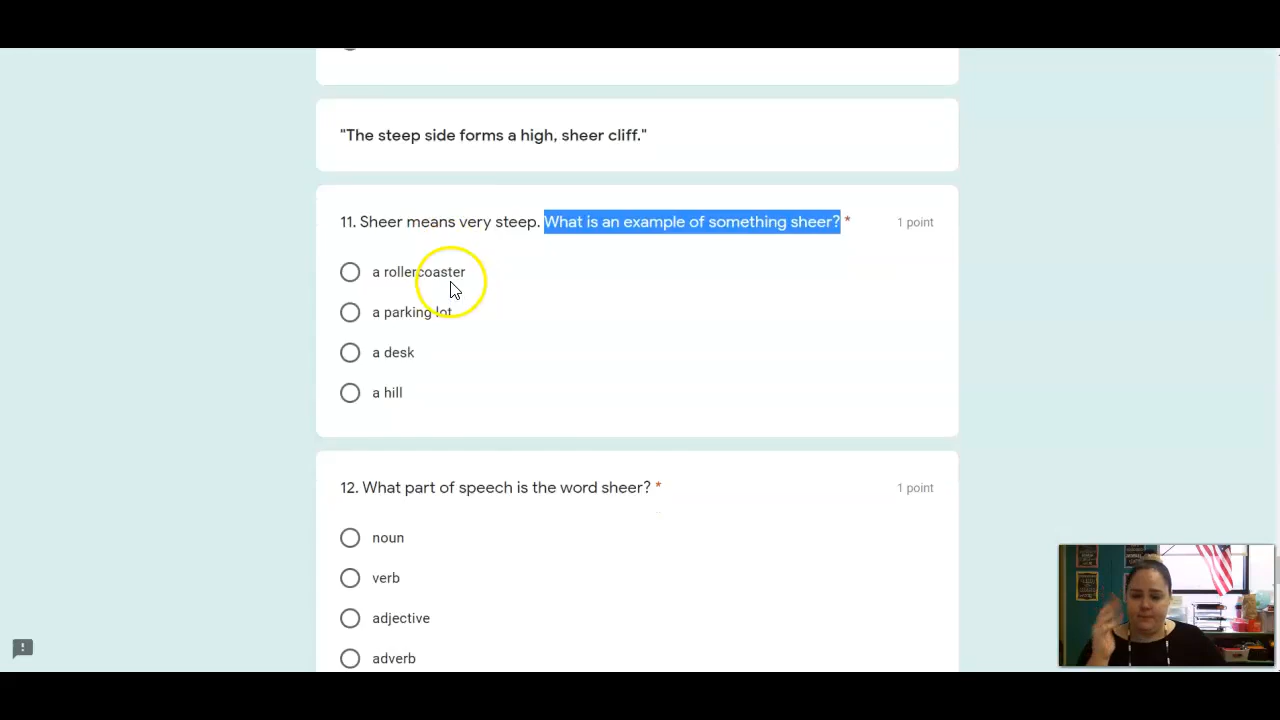 "The steep side forms a high, sheer cliff."
11. Sheer means very steep. What is an example of something sheer? * 1 point
a rollercoaster
a parking lot
a desk
a hill
12. What part of speech is the word sheer? * 1 point
noun
verb
adjective
adverb